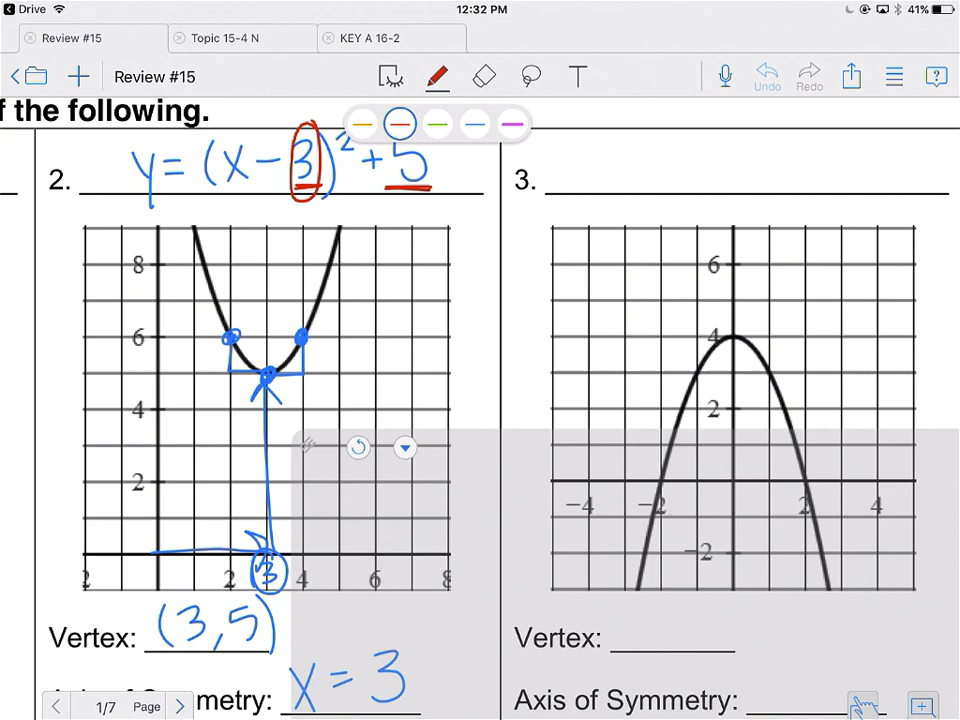 Drive 12:32 PM 41%
Review #15 Topic 15-4 N KEY A 16-2
Review #15 T Undo Redo ?
f the following.
2. y = (x - 3)² + 5
3.
8
6
4
2
2 2 3 4 6 8
6
4
2
-4 -2 2 4
-2
Vertex: (3,5)
Vertex:
metry: x = 3
Axis of Symmetry:
1/7 Page